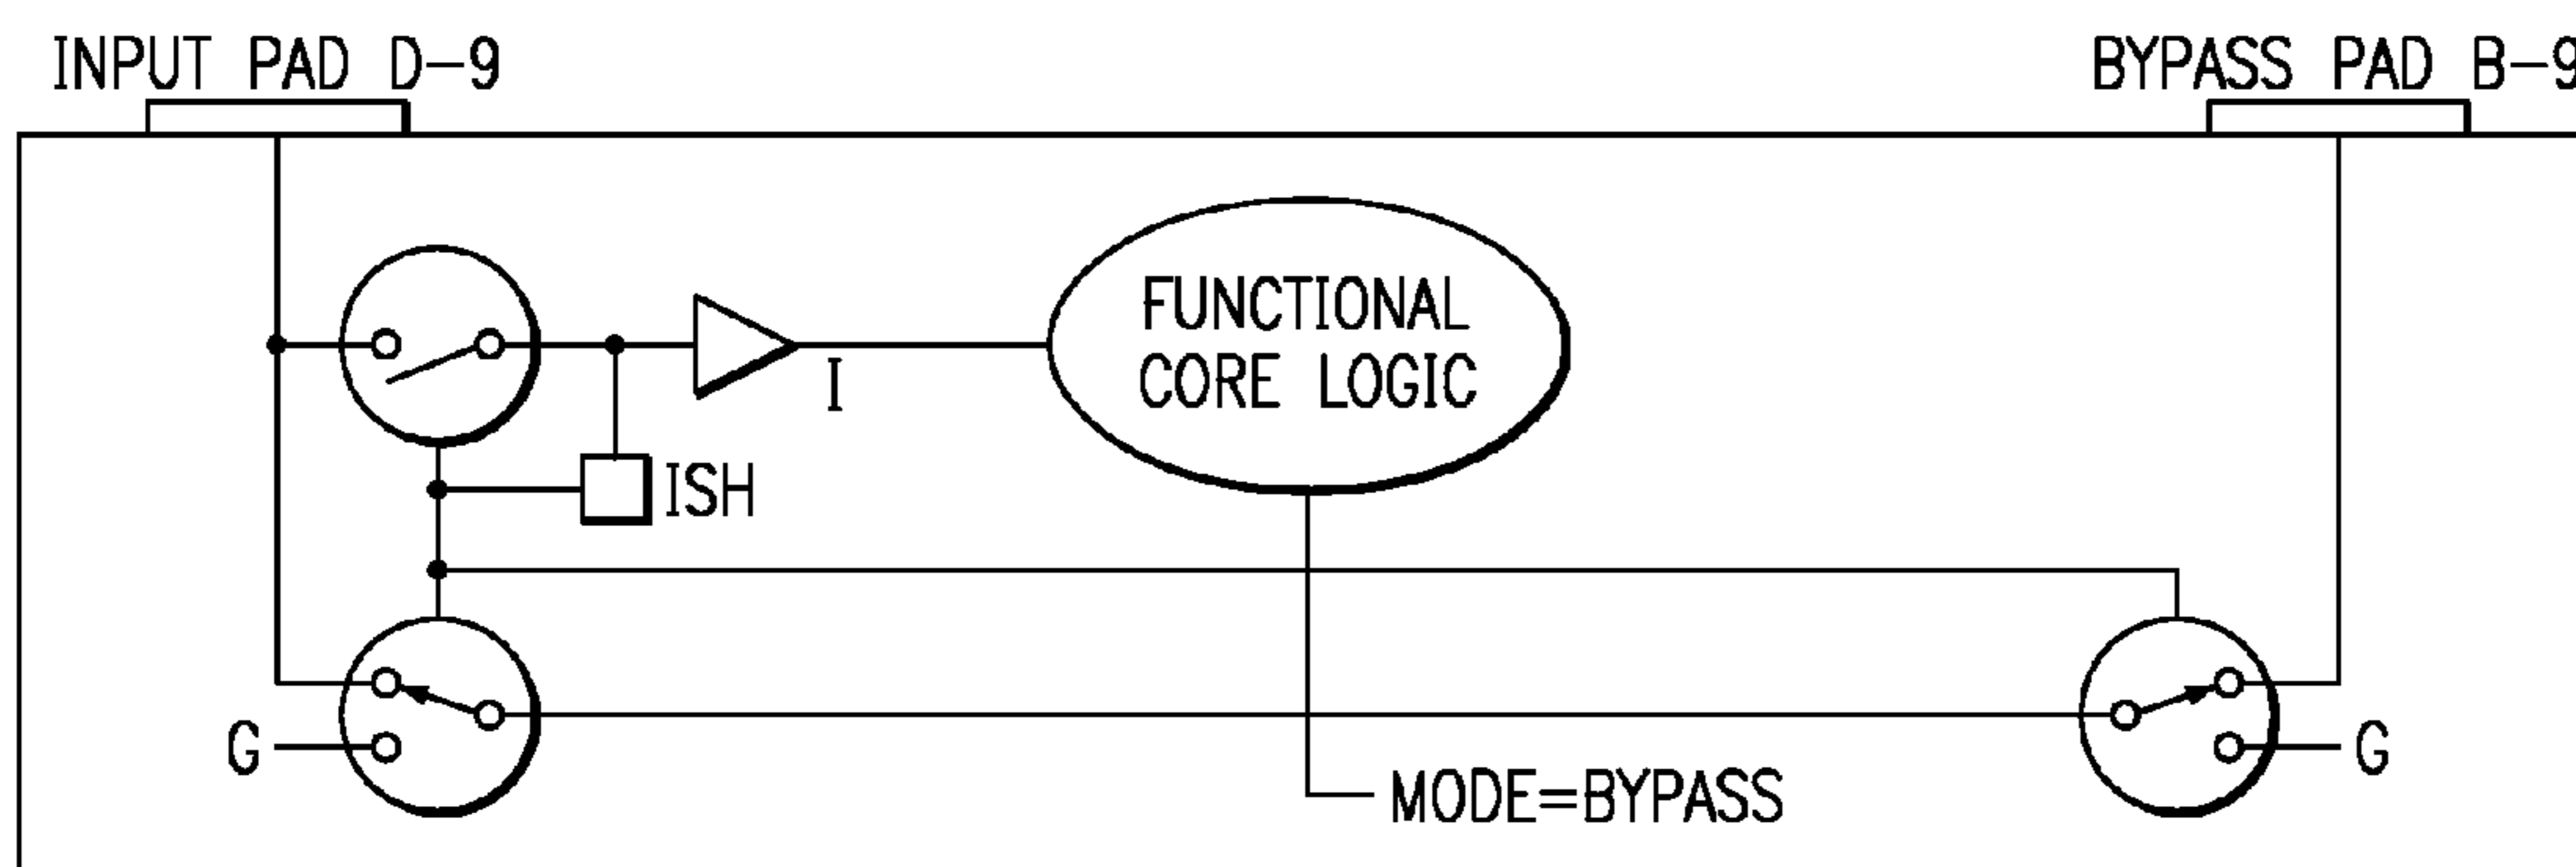 INPUT PAD D-9
BYPASS PAD B-9
FUNCTIONAL
CORE LOGIC
I
ISH
G
G
MODE=BYPASS